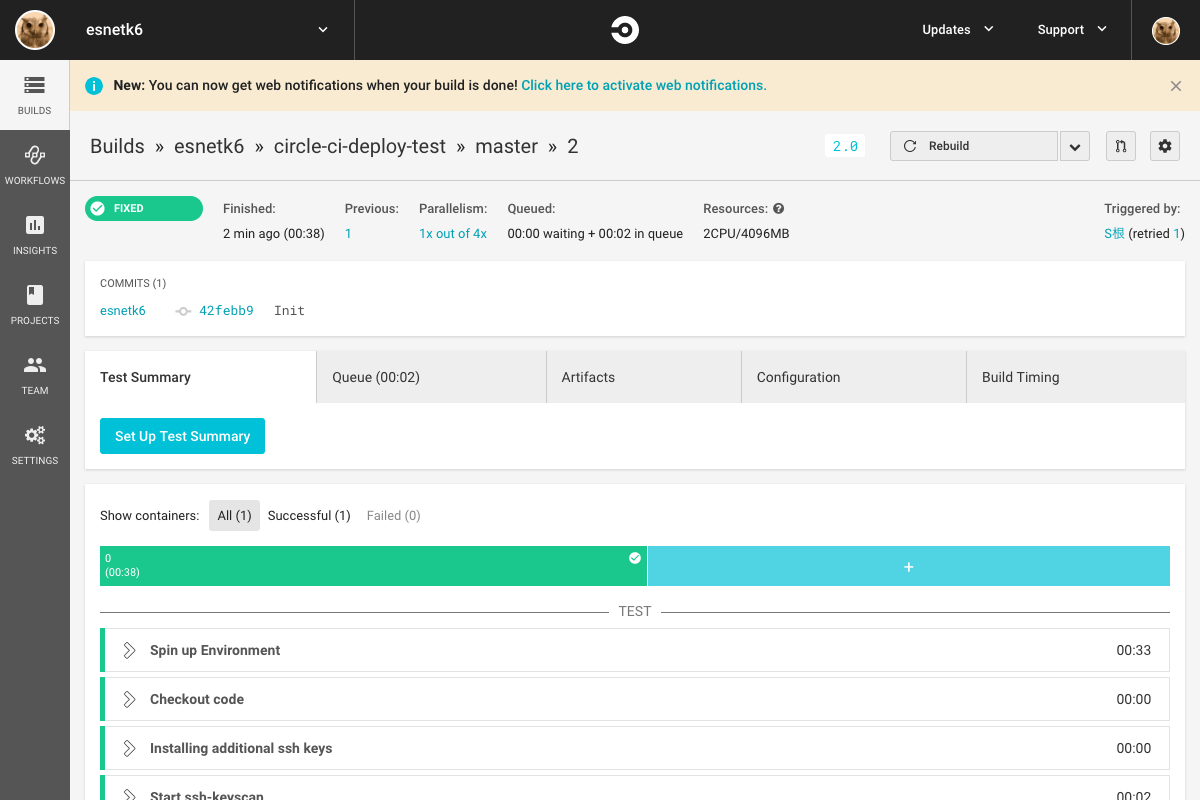 esnetk6
Updates
Support
BUILDS
WORKFLOWS
INSIGHTS
PROJECTS
TEAM
SETTINGS
New: You can now get web notifications when your build is done! Click here to activate web notifications.
Builds » esnetk6 » circle-ci-deploy-test » master » 2
2.0
Rebuild
FIXED
Finished:
2 min ago (00:38)
Previous:
1
Parallelism:
1x out of 4x
Queued:
00:00 waiting + 00:02 in queue
Resources:
2CPU/4096MB
Triggered by:
S根 (retried 1)
COMMITS (1)
esnetk6 42febb9 Init
Test Summary
Queue (00:02)
Artifacts
Configuration
Build Timing
Set Up Test Summary
Show containers: All (1) Successful (1) Failed (0)
0
(00:38)
+
TEST
Spin up Environment 00:33
Checkout code 00:00
Installing additional ssh keys 00:00
Start ssh-keyscan 00:02